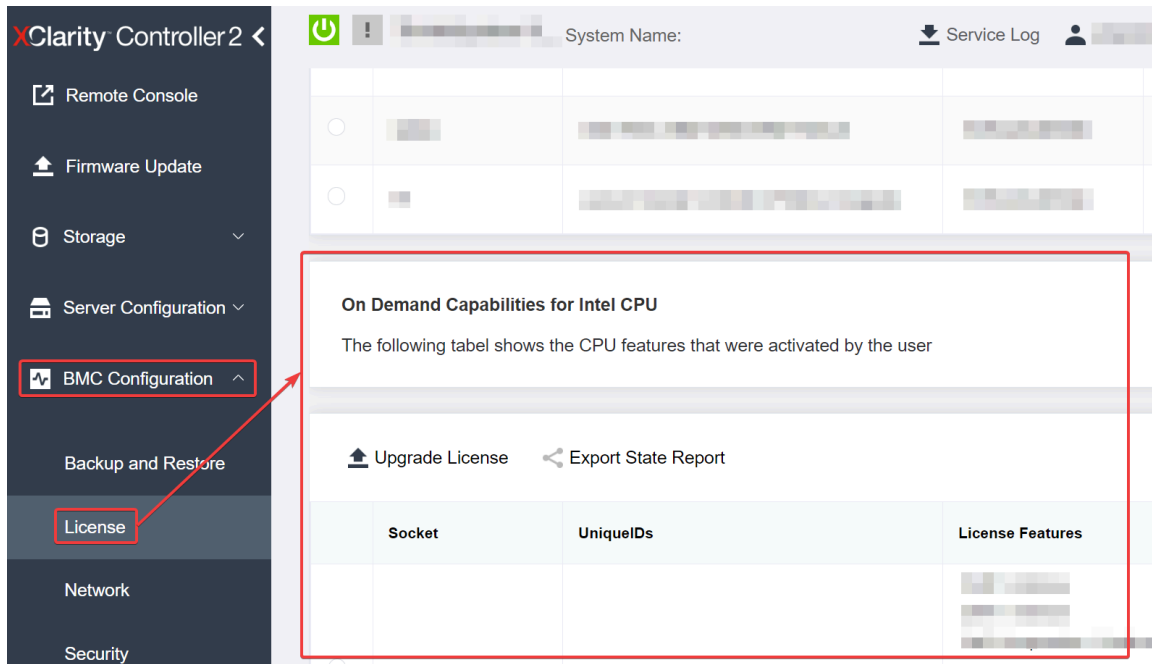 XClarity Controller 2
Remote Console
Firmware Update
Storage
Server Configuration
BMC Configuration
Backup and Restore
License
Network
Security
System Name:
Service Log
On Demand Capabilities for Intel CPU
The following tabel shows the CPU features that were activated by the user
Upgrade License
Export State Report
Socket
UniqueIDs
License Features